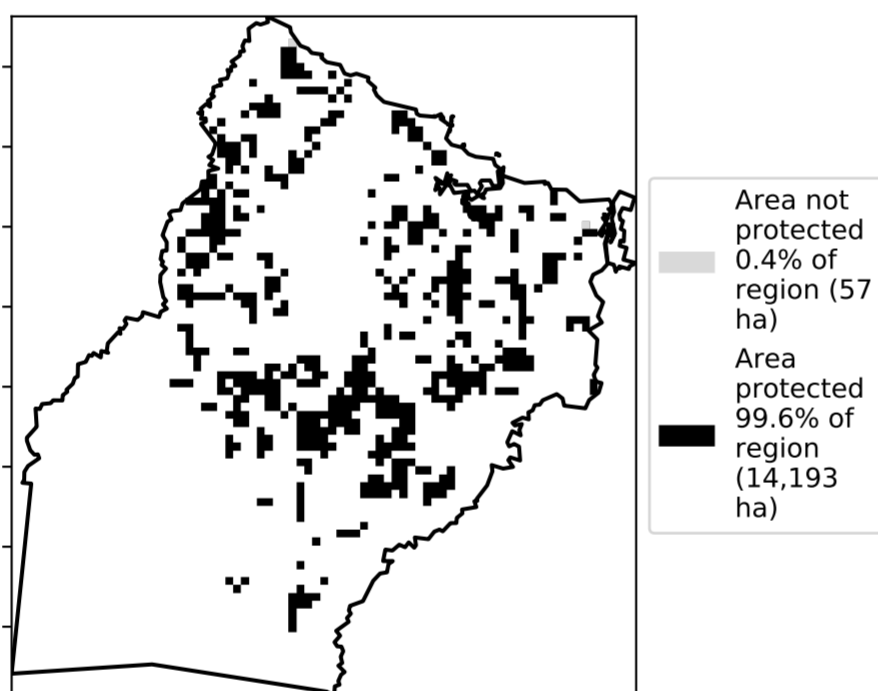 Area not
protected
0.4% of
region (57
ha)
Area
protected
99.6% of
region
(14,193
ha)